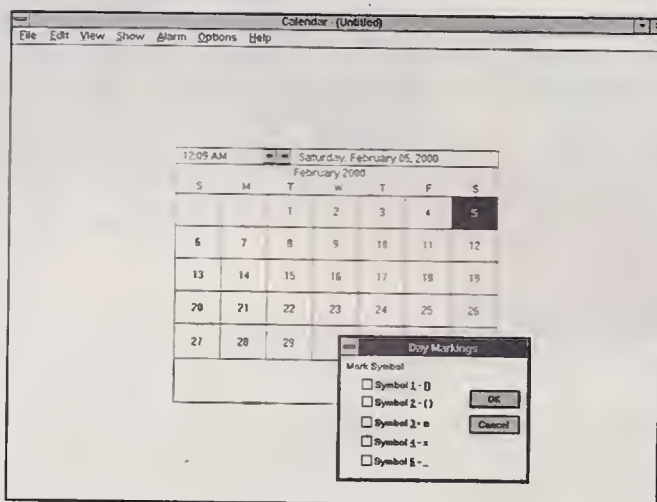 Calendar - (Untitled)
File Edit View Show Alarm Options Help
12:09 AM Saturday, February 05, 2000
February 2000
S M T W T F S
1 2 3 4 5
6 7 8 9 10 11 12
13 14 15 16 17 18 19
20 21 22 23 24 25 26
27 28 29
Day Markings
Mark Symbol
Symbol 1 - []
Symbol 2 - ( )
Symbol 3 - o
Symbol 4 - x
Symbol 5 - _
OK
Cancel